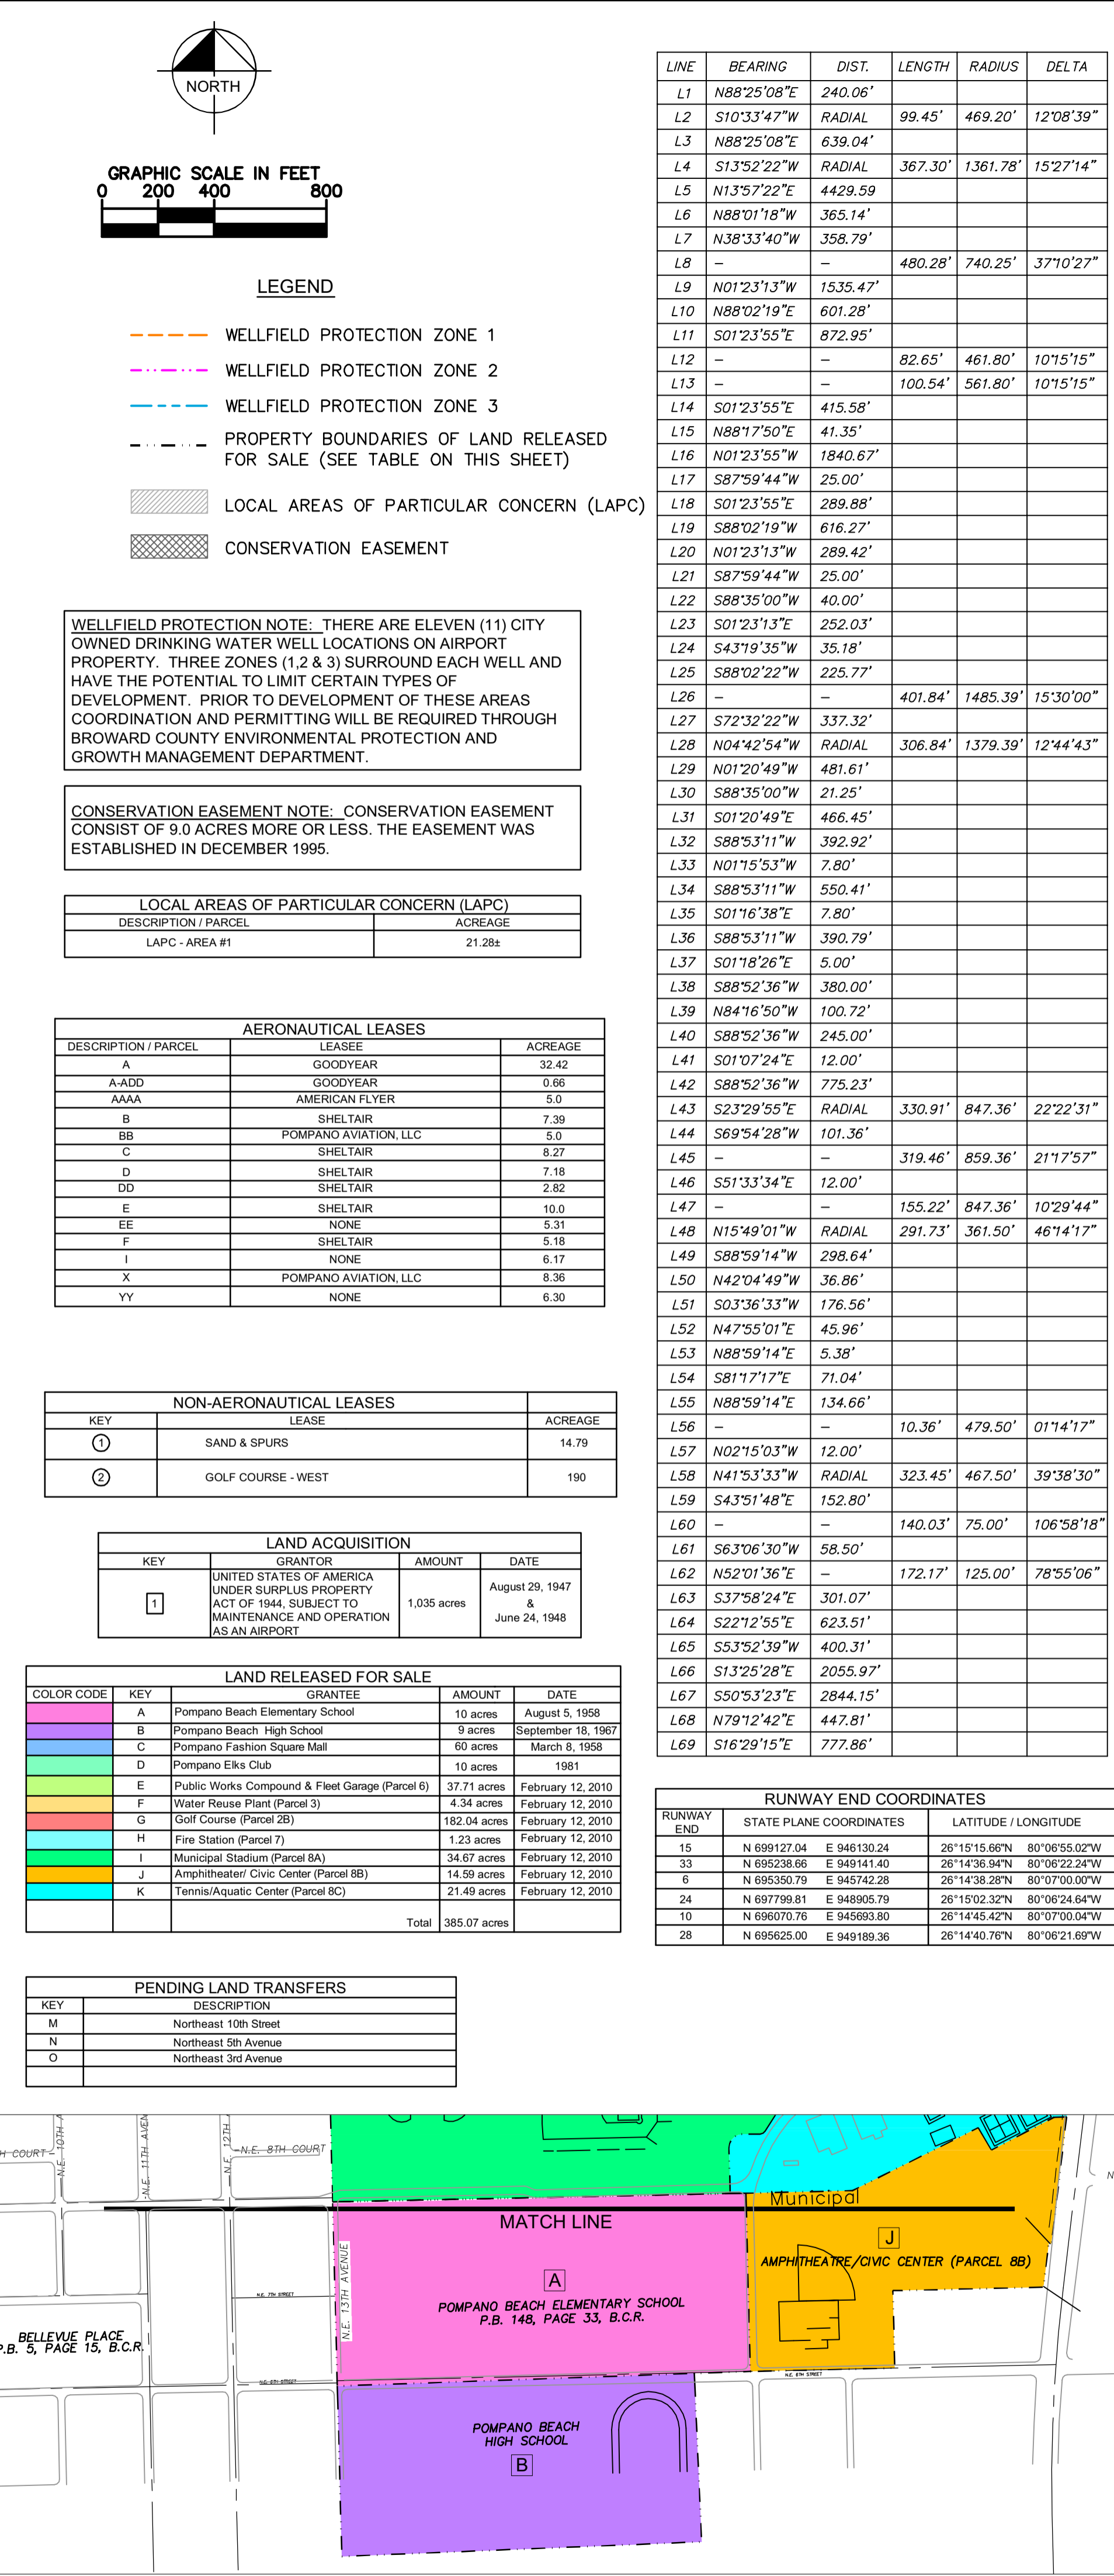 NORTH
GRAPHIC SCALE IN FEET
0 200 400 800
LEGEND
WELLFIELD PROTECTION ZONE 1
WELLFIELD PROTECTION ZONE 2
WELLFIELD PROTECTION ZONE 3
PROPERTY BOUNDARIES OF LAND RELEASED
FOR SALE (SEE TABLE ON THIS SHEET)
LOCAL AREAS OF PARTICULAR CONCERN (LAPC)
CONSERVATION EASEMENT
WELLFIELD PROTECTION NOTE: THERE ARE ELEVEN (11) CITY
OWNED DRINKING WATER WELL LOCATIONS ON AIRPORT
PROPERTY. THREE ZONES (1,2 & 3) SURROUND EACH WELL AND
HAVE THE POTENTIAL TO LIMIT CERTAIN TYPES OF
DEVELOPMENT. PRIOR TO DEVELOPMENT OF THESE AREAS
COORDINATION AND PERMITTING WILL BE REQUIRED THROUGH
BROWARD COUNTY ENVIRONMENTAL PROTECTION AND
GROWTH MANAGEMENT DEPARTMENT.
CONSERVATION EASEMENT NOTE: CONSERVATION EASEMENT
CONSIST OF 9.0 ACRES MORE OR LESS. THE EASEMENT WAS
ESTABLISHED IN DECEMBER 1995.
LOCAL AREAS OF PARTICULAR CONCERN (LAPC)
DESCRIPTION / PARCEL ACREAGE
LAPC - AREA #1 21.28±
AERONAUTICAL LEASES
DESCRIPTION / PARCEL LEASEE ACREAGE
A GOODYEAR 32.42
A-ADD GOODYEAR 0.66
AAAA AMERICAN FLYER 5.0
B SHELTAIR 7.39
BB POMPANO AVIATION, LLC 5.0
C SHELTAIR 8.27
D SHELTAIR 7.18
DD SHELTAIR 2.82
E SHELTAIR 10.0
EE NONE 5.31
F SHELTAIR 5.18
I NONE 6.17
X POMPANO AVIATION, LLC 8.36
YY NONE 6.30
NON-AERONAUTICAL LEASES
KEY LEASE ACREAGE
1 SAND & SPURS 14.79
2 GOLF COURSE - WEST 190
LAND ACQUISITION
KEY GRANTOR AMOUNT DATE
1
UNITED STATES OF AMERICA
UNDER SURPLUS PROPERTY
ACT OF 1944, SUBJECT TO
MAINTENANCE AND OPERATION
AS AN AIRPORT
1,035 acres
August 29, 1947
&
June 24, 1948
LAND RELEASED FOR SALE
COLOR CODE KEY GRANTEE AMOUNT DATE
A Pompano Beach Elementary School 10 acres August 5, 1958
B Pompano Beach High School 9 acres September 18, 1967
C Pompano Fashion Square Mall 60 acres March 8, 1958
D Pompano Elks Club 10 acres 1981
E Public Works Compound & Fleet Garage (Parcel 6) 37.71 acres February 12, 2010
F Water Reuse Plant (Parcel 3) 4.34 acres February 12, 2010
G Golf Course (Parcel 2B) 182.04 acres February 12, 2010
H Fire Station (Parcel 7) 1.23 acres February 12, 2010
I Municipal Stadium (Parcel 8A) 34.67 acres February 12, 2010
J Amphitheater/ Civic Center (Parcel 8B) 14.59 acres February 12, 2010
K Tennis/Aquatic Center (Parcel 8C) 21.49 acres February 12, 2010
Total 385.07 acres
PENDING LAND TRANSFERS
KEY DESCRIPTION
M Northeast 10th Street
N Northeast 5th Avenue
O Northeast 3rd Avenue
LINE BEARING DIST. LENGTH RADIUS DELTA
L1 N88°25'08"E 240.06'
L2 S10°33'47"W RADIAL 99.45' 469.20' 12°08'39"
L3 N88°25'08"E 639.04'
L4 S13°52'22"W RADIAL 367.30' 1361.78' 15°27'14"
L5 N13°57'22"E 4429.59
L6 N88°01'18"W 365.14'
L7 N38°33'40"W 358.79'
L8 – – 480.28' 740.25' 37°10'27"
L9 N01°23'13"W 1535.47'
L10 N88°02'19"E 601.28'
L11 S01°23'55"E 872.95'
L12 – – 82.65' 461.80' 10°15'15"
L13 – – 100.54' 561.80' 10°15'15"
L14 S01°23'55"E 415.58'
L15 N88°17'50"E 41.35'
L16 N01°23'55"W 1840.67'
L17 S87°59'44"W 25.00'
L18 S01°23'55"E 289.88'
L19 S88°02'19"W 616.27'
L20 N01°23'13"W 289.42'
L21 S87°59'44"W 25.00'
L22 S88°35'00"W 40.00'
L23 S01°23'13"E 252.03'
L24 S43°19'35"W 35.18'
L25 S88°02'22"W 225.77'
L26 – – 401.84' 1485.39' 15°30'00"
L27 S72°32'22"W 337.32'
L28 N04°42'54"W RADIAL 306.84' 1379.39' 12°44'43"
L29 N01°20'49"W 481.61'
L30 S88°35'00"W 21.25'
L31 S01°20'49"E 466.45'
L32 S88°53'11"W 392.92'
L33 N01°15'53"W 7.80'
L34 S88°53'11"W 550.41'
L35 S01°16'38"E 7.80'
L36 S88°53'11"W 390.79'
L37 S01°18'26"E 5.00'
L38 S88°52'36"W 380.00'
L39 N84°16'50"W 100.72'
L40 S88°52'36"W 245.00'
L41 S01°07'24"E 12.00'
L42 S88°52'36"W 775.23'
L43 S23°29'55"E RADIAL 330.91' 847.36' 22°22'31"
L44 S69°54'28"W 101.36'
L45 – – 319.46' 859.36' 21°17'57"
L46 S51°33'34"E 12.00'
L47 – – 155.22' 847.36' 10°29'44"
L48 N15°49'01"W RADIAL 291.73' 361.50' 46°14'17"
L49 S88°59'14"W 298.64'
L50 N42°04'49"W 36.86'
L51 S03°36'33"W 176.56'
L52 N47°55'01"E 45.96'
L53 N88°59'14"E 5.38'
L54 S81°17'17"E 71.04'
L55 N88°59'14"E 134.66'
L56 – – 10.36' 479.50' 01°14'17"
L57 N02°15'03"W 12.00'
L58 N41°53'33"W RADIAL 323.45' 467.50' 39°38'30"
L59 S43°51'48"E 152.80'
L60 – – 140.03' 75.00' 106°58'18"
L61 S63°06'30"W 58.50'
L62 N52°01'36"E – 172.17' 125.00' 78°55'06"
L63 S37°58'24"E 301.07'
L64 S22°12'55"E 623.51'
L65 S53°52'39"W 400.31'
L66 S13°25'28"E 2055.97'
L67 S50°53'23"E 2844.15'
L68 N79°12'42"E 447.81'
L69 S16°29'15"E 777.86'
RUNWAY END COORDINATES
RUNWAY END STATE PLANE COORDINATES LATITUDE / LONGITUDE
15 N 699127.04 E 946130.24 26°15'15.66"N 80°06'55.02"W
33 N 695238.66 E 949141.40 26°14'36.94"N 80°06'22.24"W
6 N 695350.79 E 945742.28 26°14'38.28"N 80°07'00.00"W
24 N 697799.81 E 948905.79 26°15'02.32"N 80°06'24.64"W
10 N 696070.76 E 945693.80 26°14'45.42"N 80°07'00.04"W
28 N 695625.00 E 949189.36 26°14'40.76"N 80°06'21.69"W
H COURT
N.E. 10TH A
N.E. 11TH AVEN
N.E. 12TH
N.E. 8TH COURT
N
Municipal
MATCH LINE
J
AMPHITHEATRE/CIVIC CENTER (PARCEL 8B)
N.E. 13TH AVENUE
A
POMPANO BEACH ELEMENTARY SCHOOL
P.B. 148, PAGE 33, B.C.R.
N.E. 7TH STREET
BELLEVUE PLACE
P.B. 5, PAGE 15, B.C.R.
N.E. 6TH STREET
N.E. 6TH STREET
POMPANO BEACH
HIGH SCHOOL
B